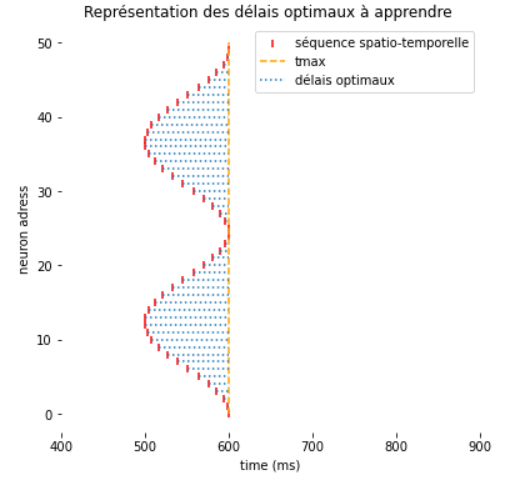 Représentation des délais optimaux à apprendre
séquence spatio-temporelle
tmax
délais optimaux
50
40
30
20
10
0
neuron adress
400 500 600 700 800 900
time (ms)